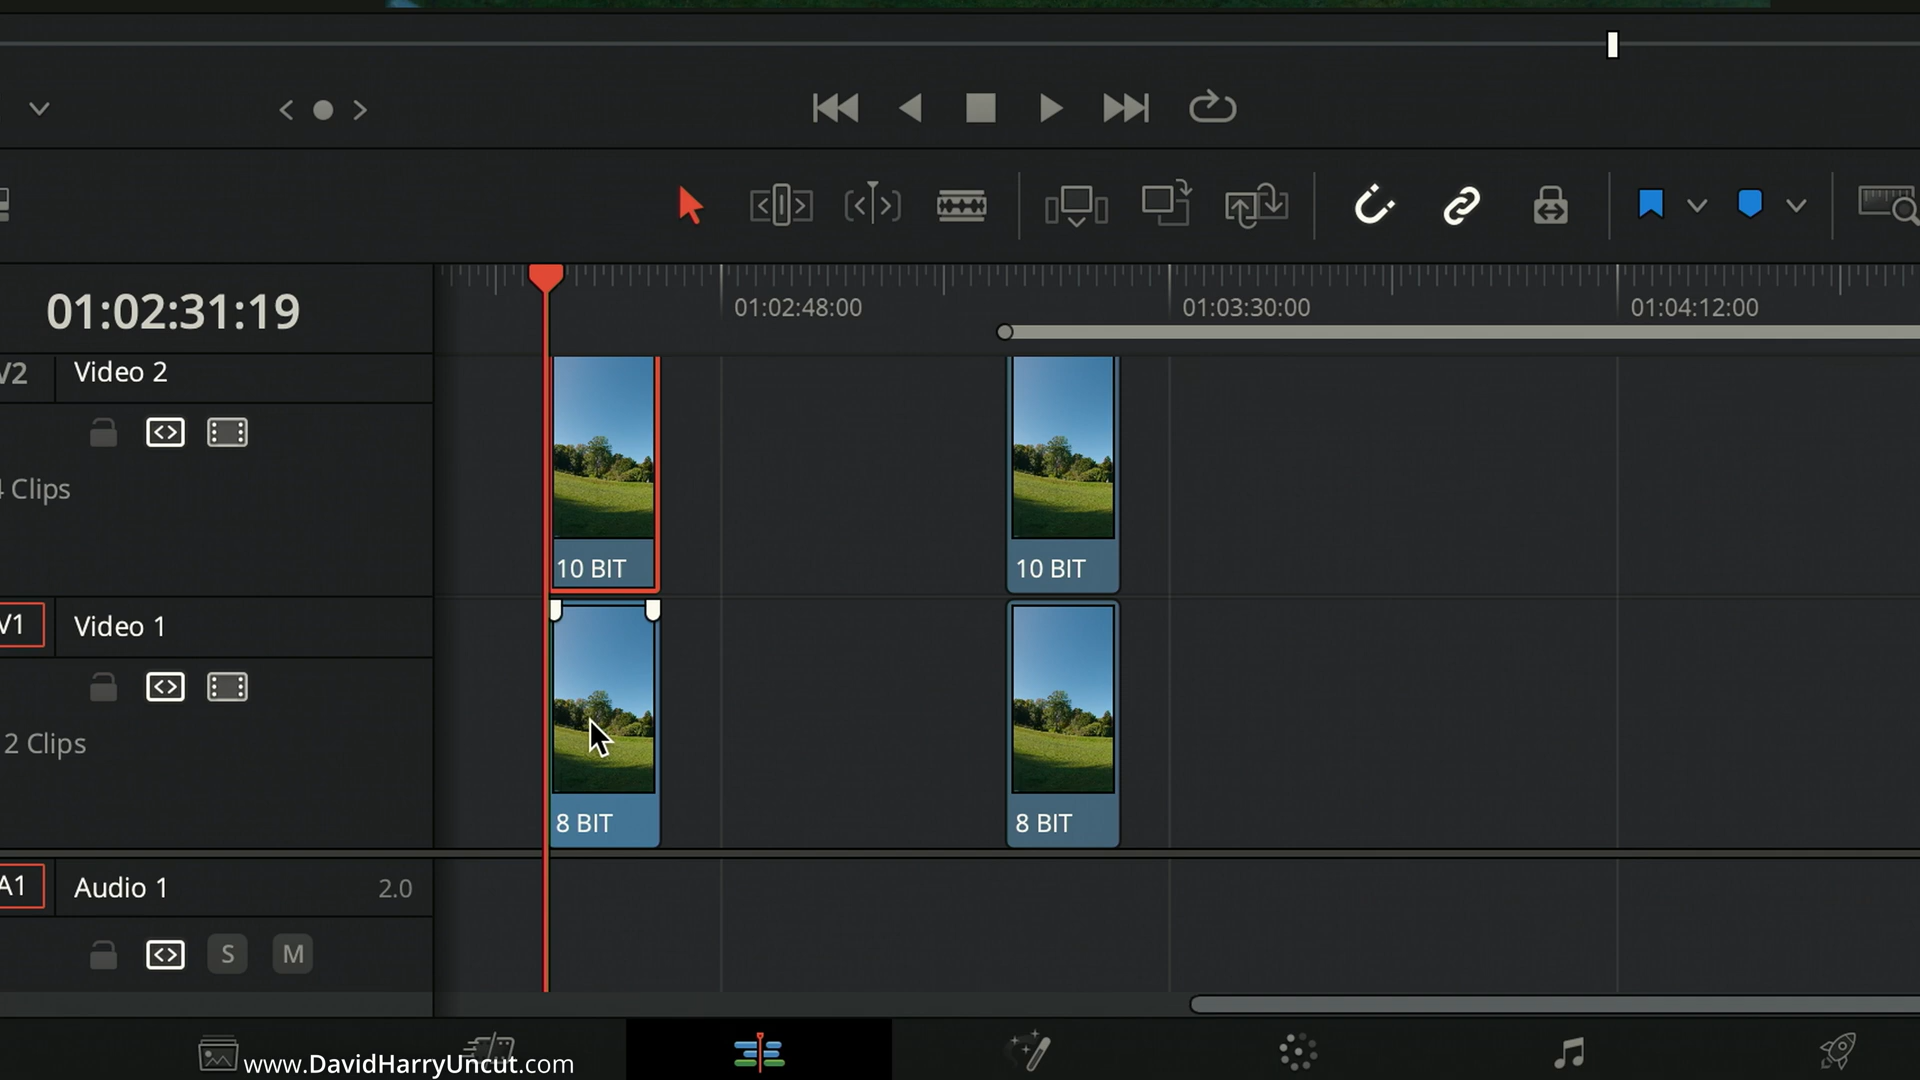 01:02:31:19
01:02:48:00
01:03:30:00
01:04:12:00
V2
Video 2
4 Clips
10 BIT
10 BIT
V1
Video 1
2 Clips
8 BIT
8 BIT
A1
Audio 1
2.0
S
M
www.DavidHarryUncut.com